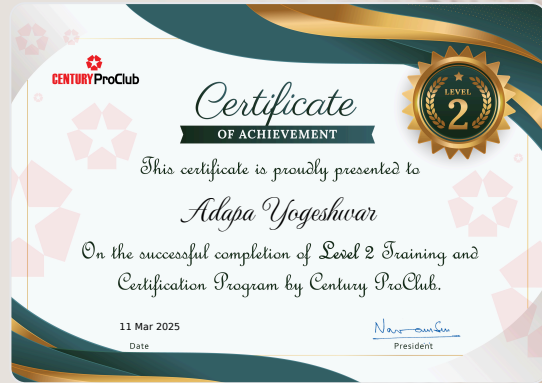 CENTURY ProClub
Certificate
OF ACHIEVEMENT
LEVEL
2
This certificate is proudly presented to
Adapa Yogeshwar
On the successful completion of Level 2 Training and
Certification Program by Century ProClub.
11 Mar 2025
Date
President